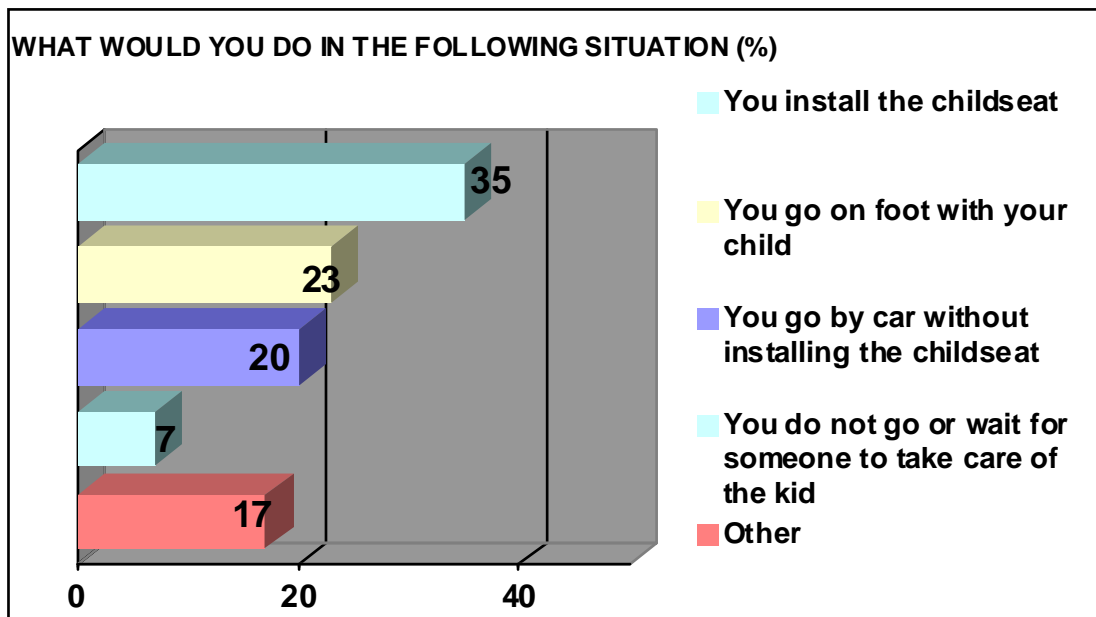 WHAT WOULD YOU DO IN THE FOLLOWING SITUATION (%)
35
23
20
7
17
0
20
40
You install the childseat
You go on foot with your
child
You go by car without
installing the childseat
You do not go or wait for
someone to take care of
the kid
Other